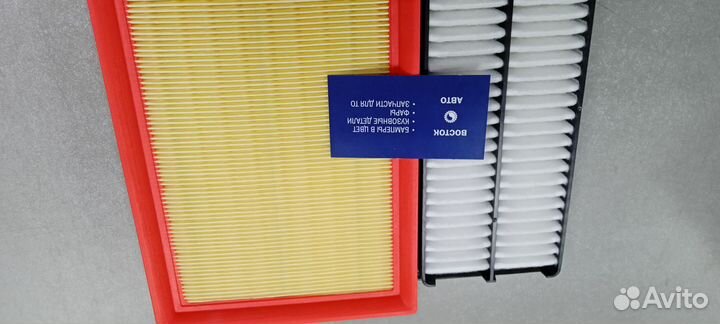 ВОСТОК
АВТО
• БАМПЕРЫ В ЦВЕТ
• КУЗОВНЫЕ ДЕТАЛИ
• ФАРЫ
• ЗАПЧАСТИ ДЛЯ ТО
Avito